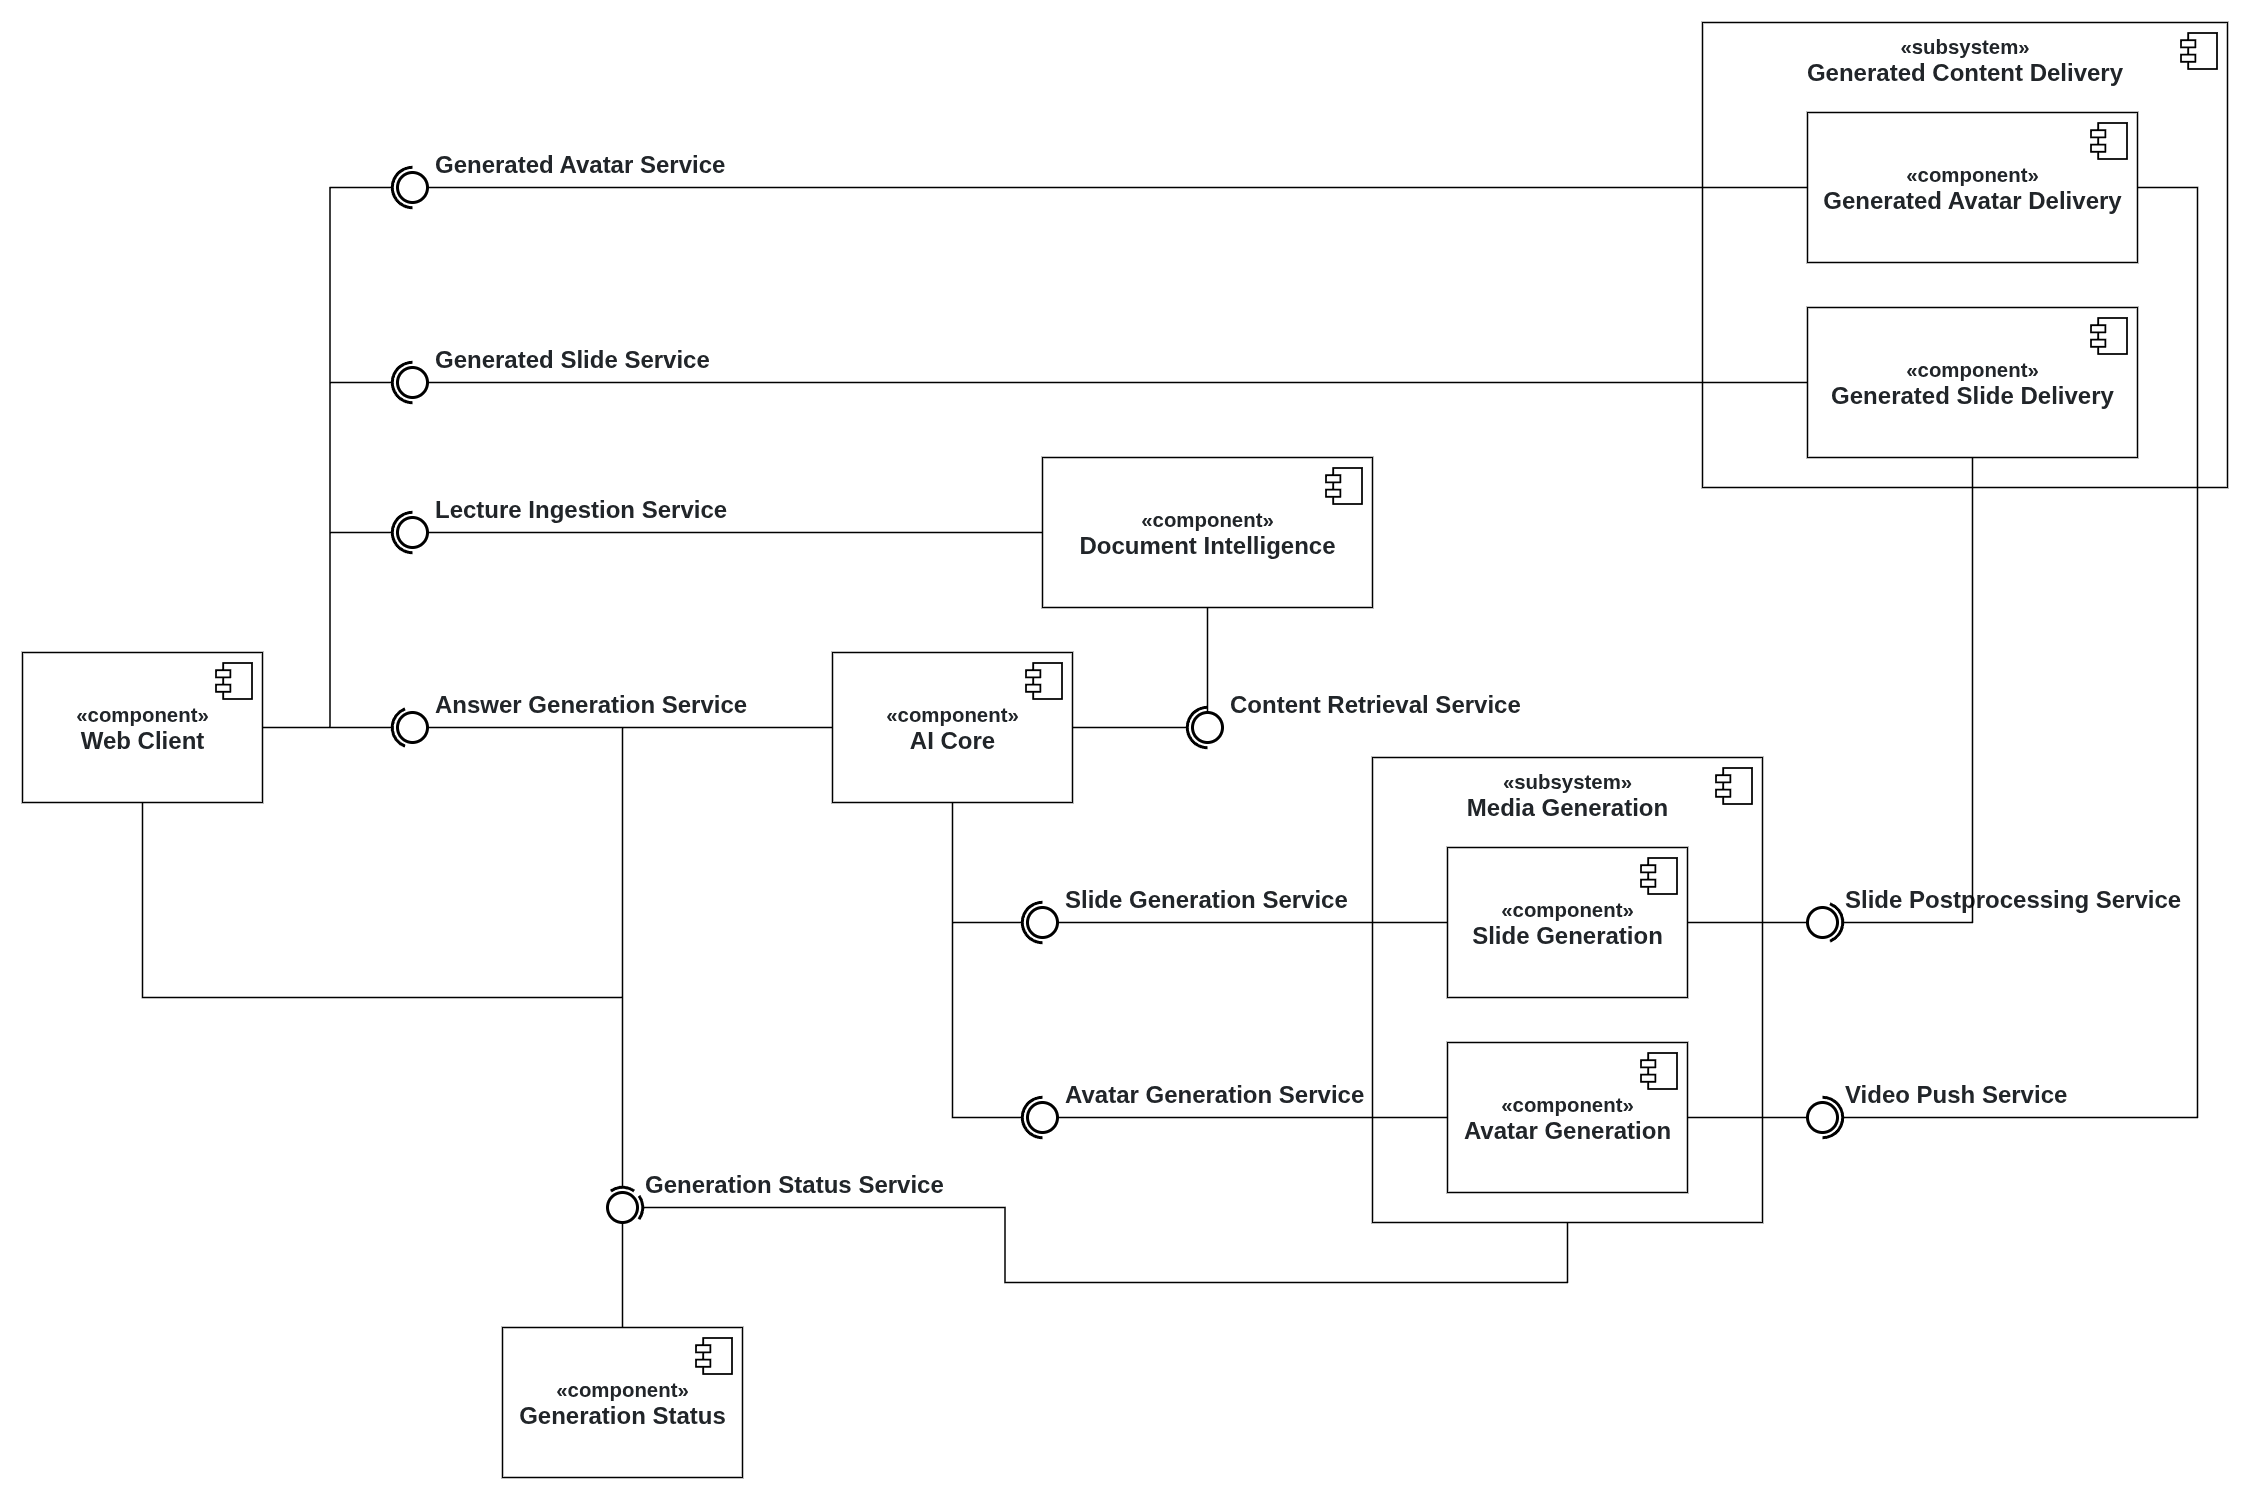 «subsystem»
Generated Content Delivery
Generated Avatar Service
«component»
Generated Avatar Delivery
Generated Slide Service
«component»
Generated Slide Delivery
Lecture Ingestion Service
«component»
Document Intelligence
«component»
Web Client
Answer Generation Service
«component»
AI Core
Content Retrieval Service
«subsystem»
Media Generation
Slide Generation Service
«component»
Slide Generation
Slide Postprocessing Service
Avatar Generation Service
«component»
Avatar Generation
Video Push Service
Generation Status Service
«component»
Generation Status